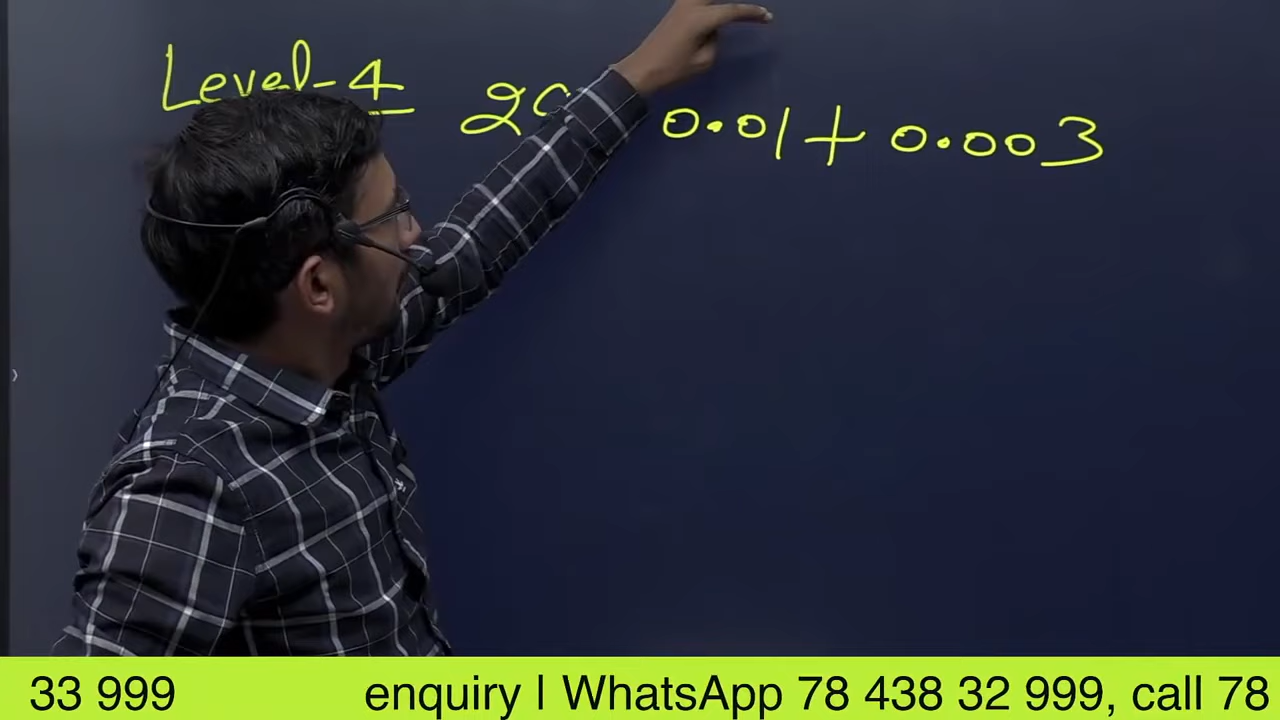 Level-4 0.01 + 0.003
33 999 enquiry | WhatsApp 78 438 32 999, call 78